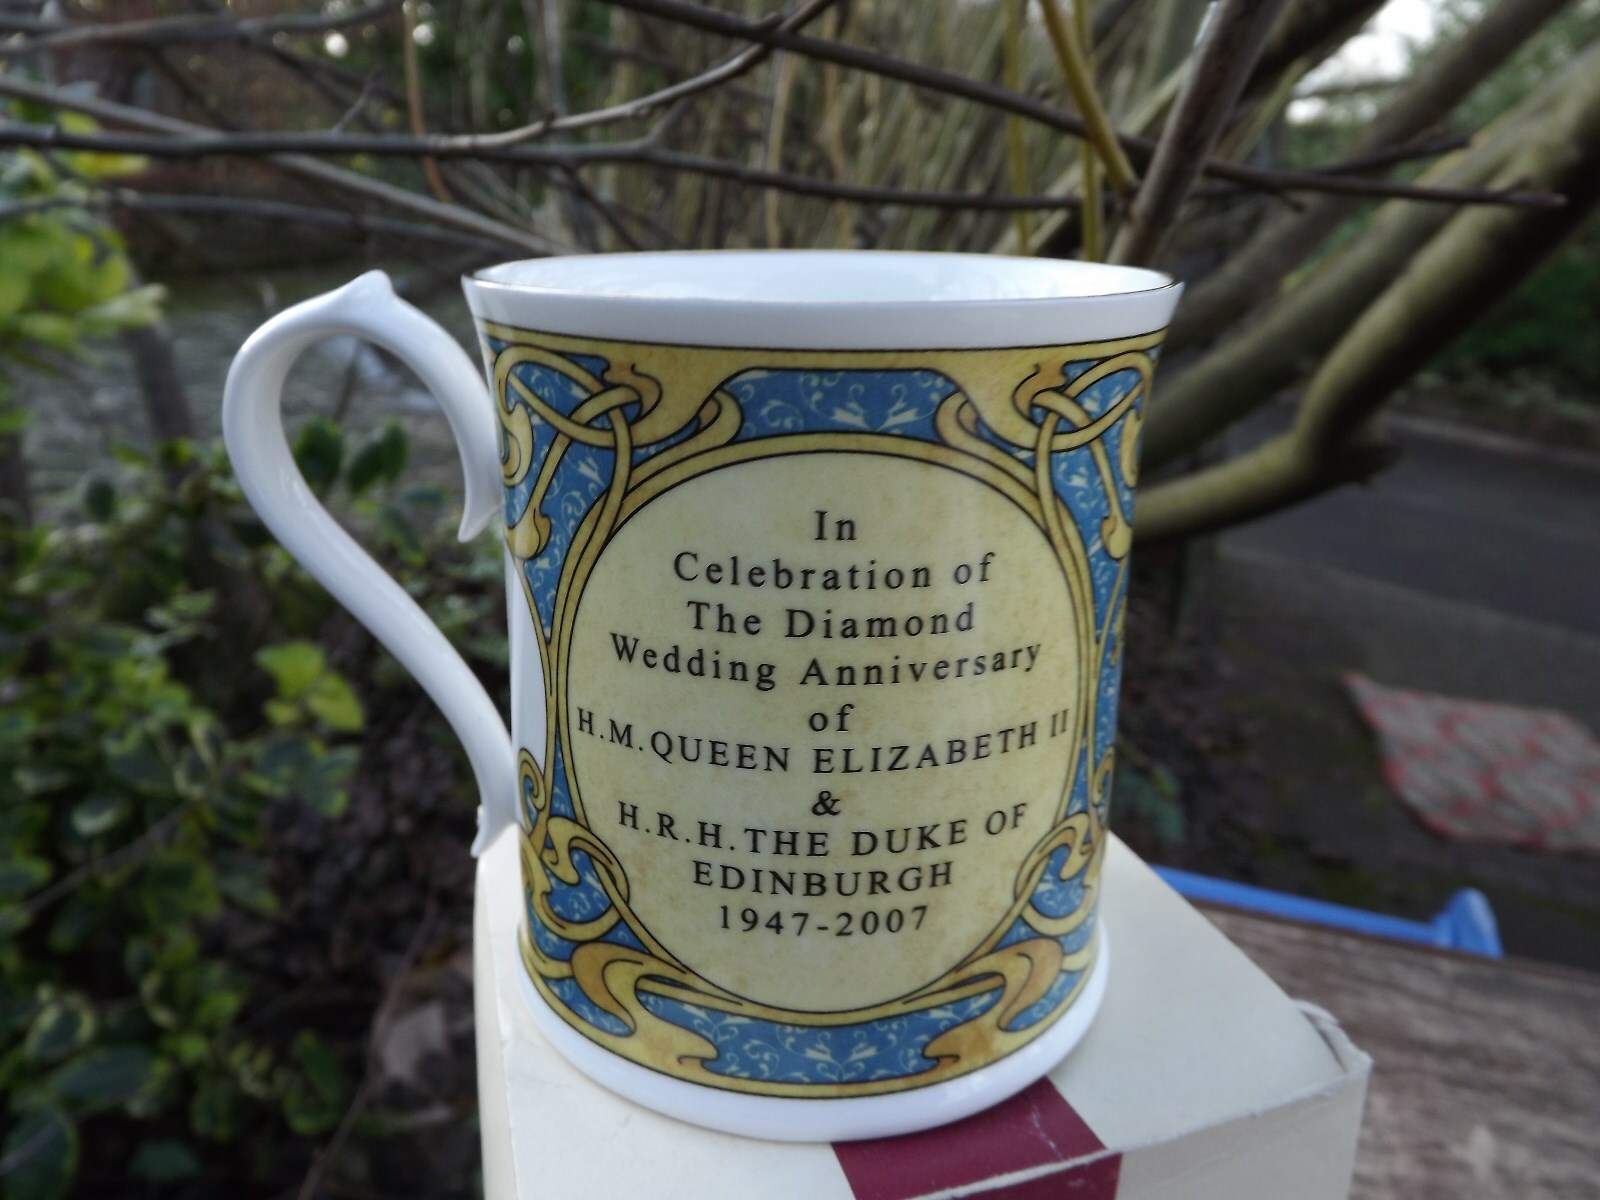 In
Celebration of
The Diamond
Wedding Anniversary
of
H.M.QUEEN ELIZABETH II
&
H.R.H.THE DUKE OF
EDINBURGH
1947-2007